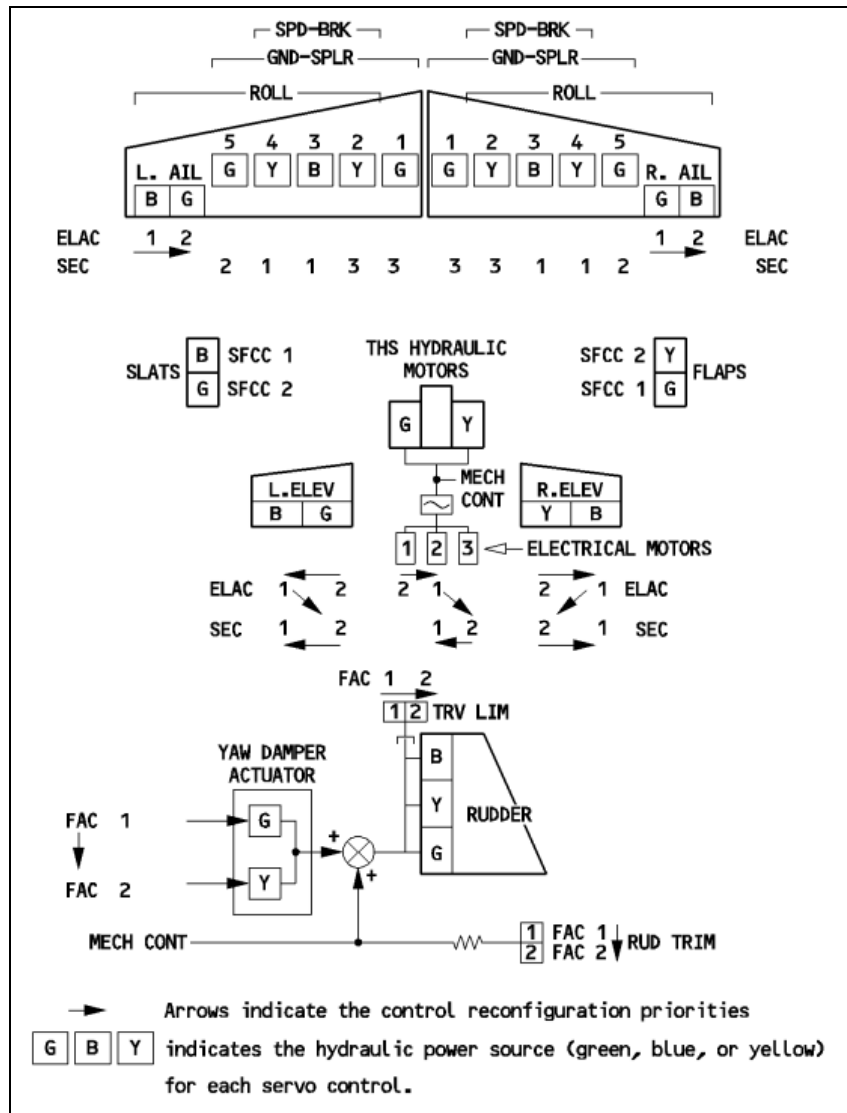 SPD-BRK SPD-BRK
GND-SPLR GND-SPLR
ROLL ROLL
5 4 3 2 1 1 2 3 4 5
L. AIL G Y B Y G G Y B Y G R. AIL
B G G B
ELAC 1 2 1 2 ELAC
SEC 2 1 1 3 3 3 3 1 1 2 SEC
THS HYDRAULIC
MOTORS
SLATS B SFCC 1 SFCC 2 Y FLAPS
G SFCC 2 SFCC 1 G
G Y
MECH
CONT
L.ELEV R.ELEV
B G Y B
1 2 3 ELECTRICAL MOTORS
ELAC 1 2 2 1 2 1 ELAC
SEC 1 2 1 2 2 1 SEC
FAC 1 2
1 2 TRV LIM
YAW DAMPER
ACTUATOR
B
Y RUDDER
G
FAC 1 G +
FAC 2 Y +
MECH CONT 1 FAC 1 RUD TRIM
2 FAC 2
Arrows indicate the control reconfiguration priorities
G B Y indicates the hydraulic power source (green, blue, or yellow)
for each servo control.